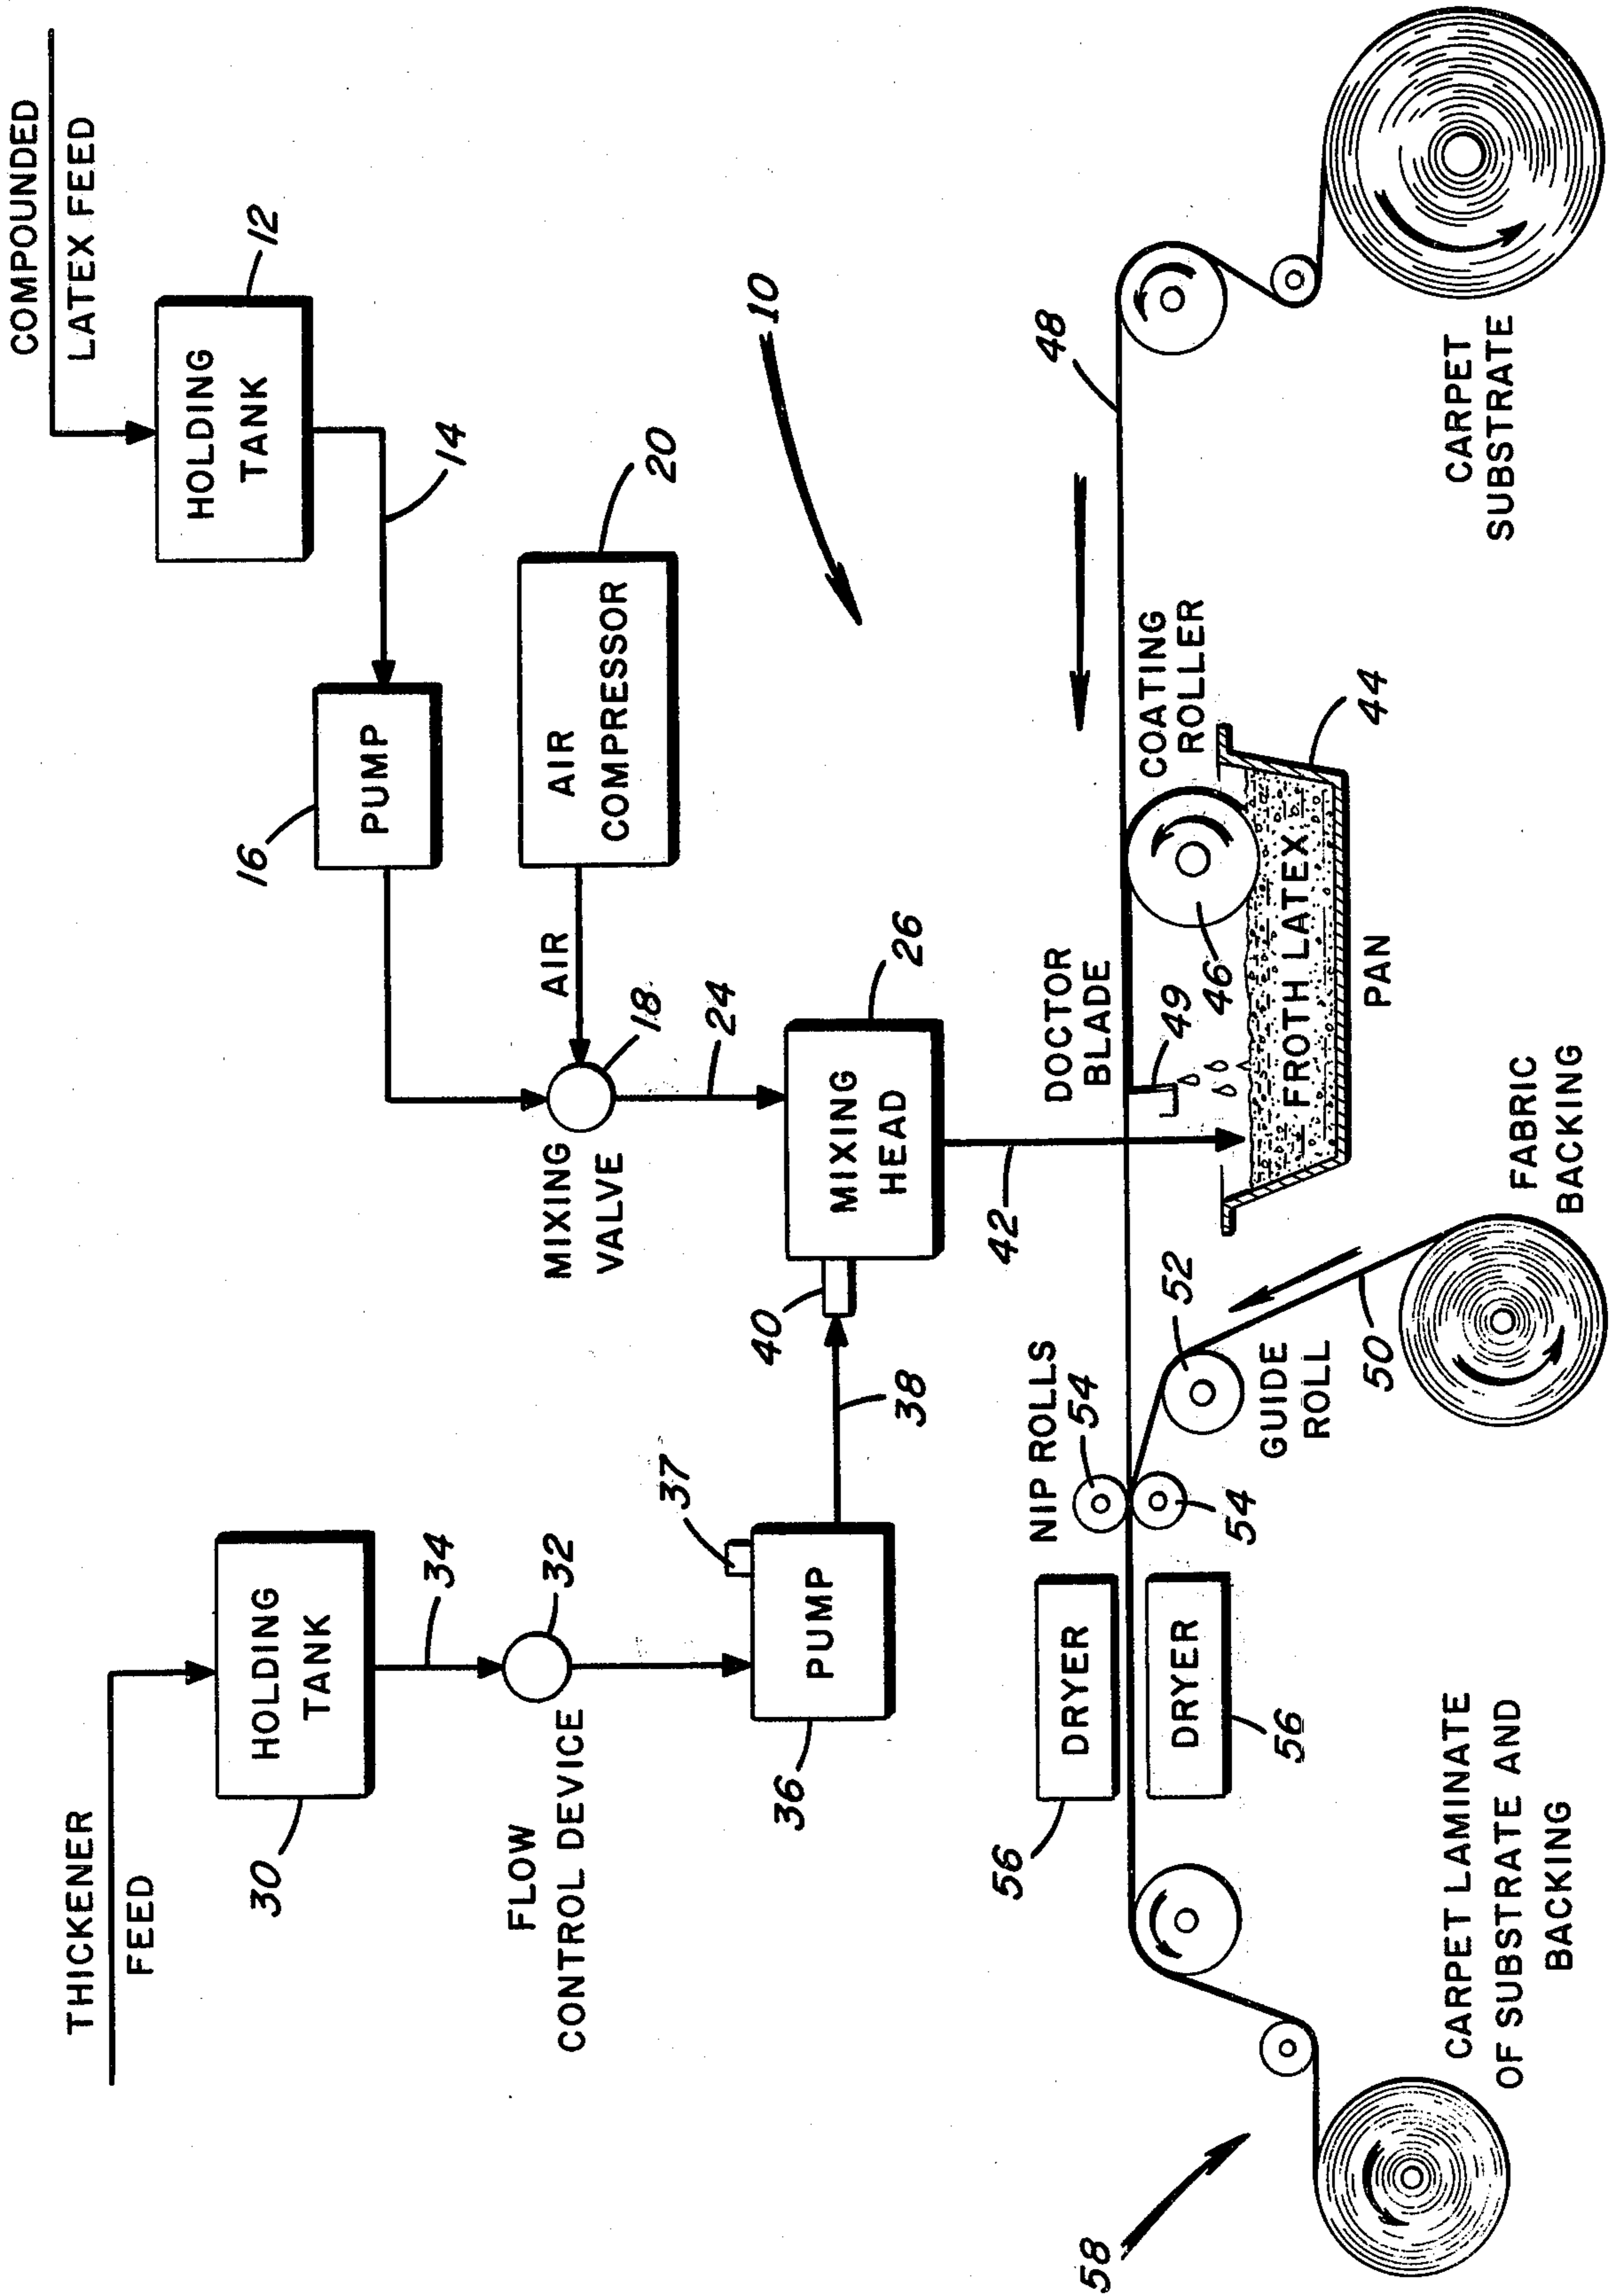 THICKENER
FEED
COMPOUNDED
LATEX FEED
30
HOLDING
TANK
34
HOLDING
TANK
12
14
16
PUMP
FLOW
CONTROL DEVICE
32
MIXING
VALVE
18
AIR
AIR
COMPRESSOR
20
24
37
36
PUMP
38
40
MIXING
HEAD
26
10
42
58
56
DRYER
DRYER
56
NIP ROLLS
54
54
52
GUIDE
ROLL
50
DOCTOR
BLADE
49
46
COATING
ROLLER
48
FROTH LATEX
44
PAN
CARPET LAMINATE
OF SUBSTRATE AND
BACKING
FABRIC
BACKING
CARPET
SUBSTRATE